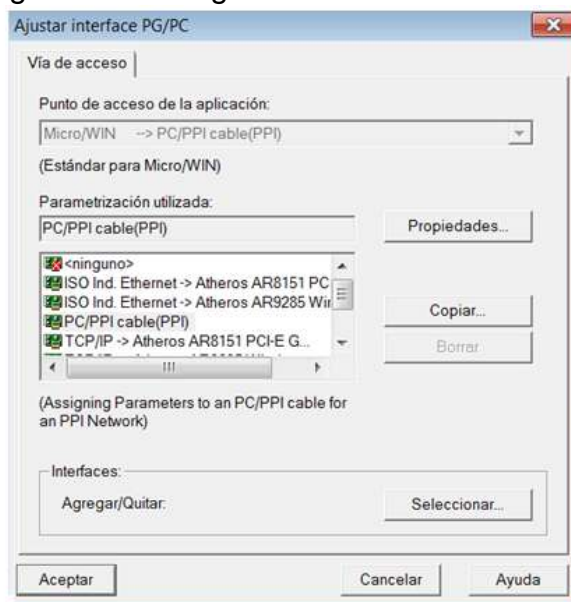 Ajustar interface PG/PC
Vía de acceso
Punto de acceso de la aplicación:
Micro/WIN --> PC/PPI cable(PPI)
(Estándar para Micro/WIN)
Parametrización utilizada:
PC/PPI cable(PPI)
Propiedades...
<ninguno>
ISO Ind. Ethernet -> Atheros AR8151 PC
ISO Ind. Ethernet -> Atheros AR9285 Wir
PC/PPI cable(PPI)
TCP/IP -> Atheros AR8151 PCI-E G...
Copiar...
Borrar
(Assigning Parameters to an PC/PPI cable for
an PPI Network)
Interfaces:
Agregar/Quitar:
Seleccionar...
Aceptar
Cancelar
Ayuda